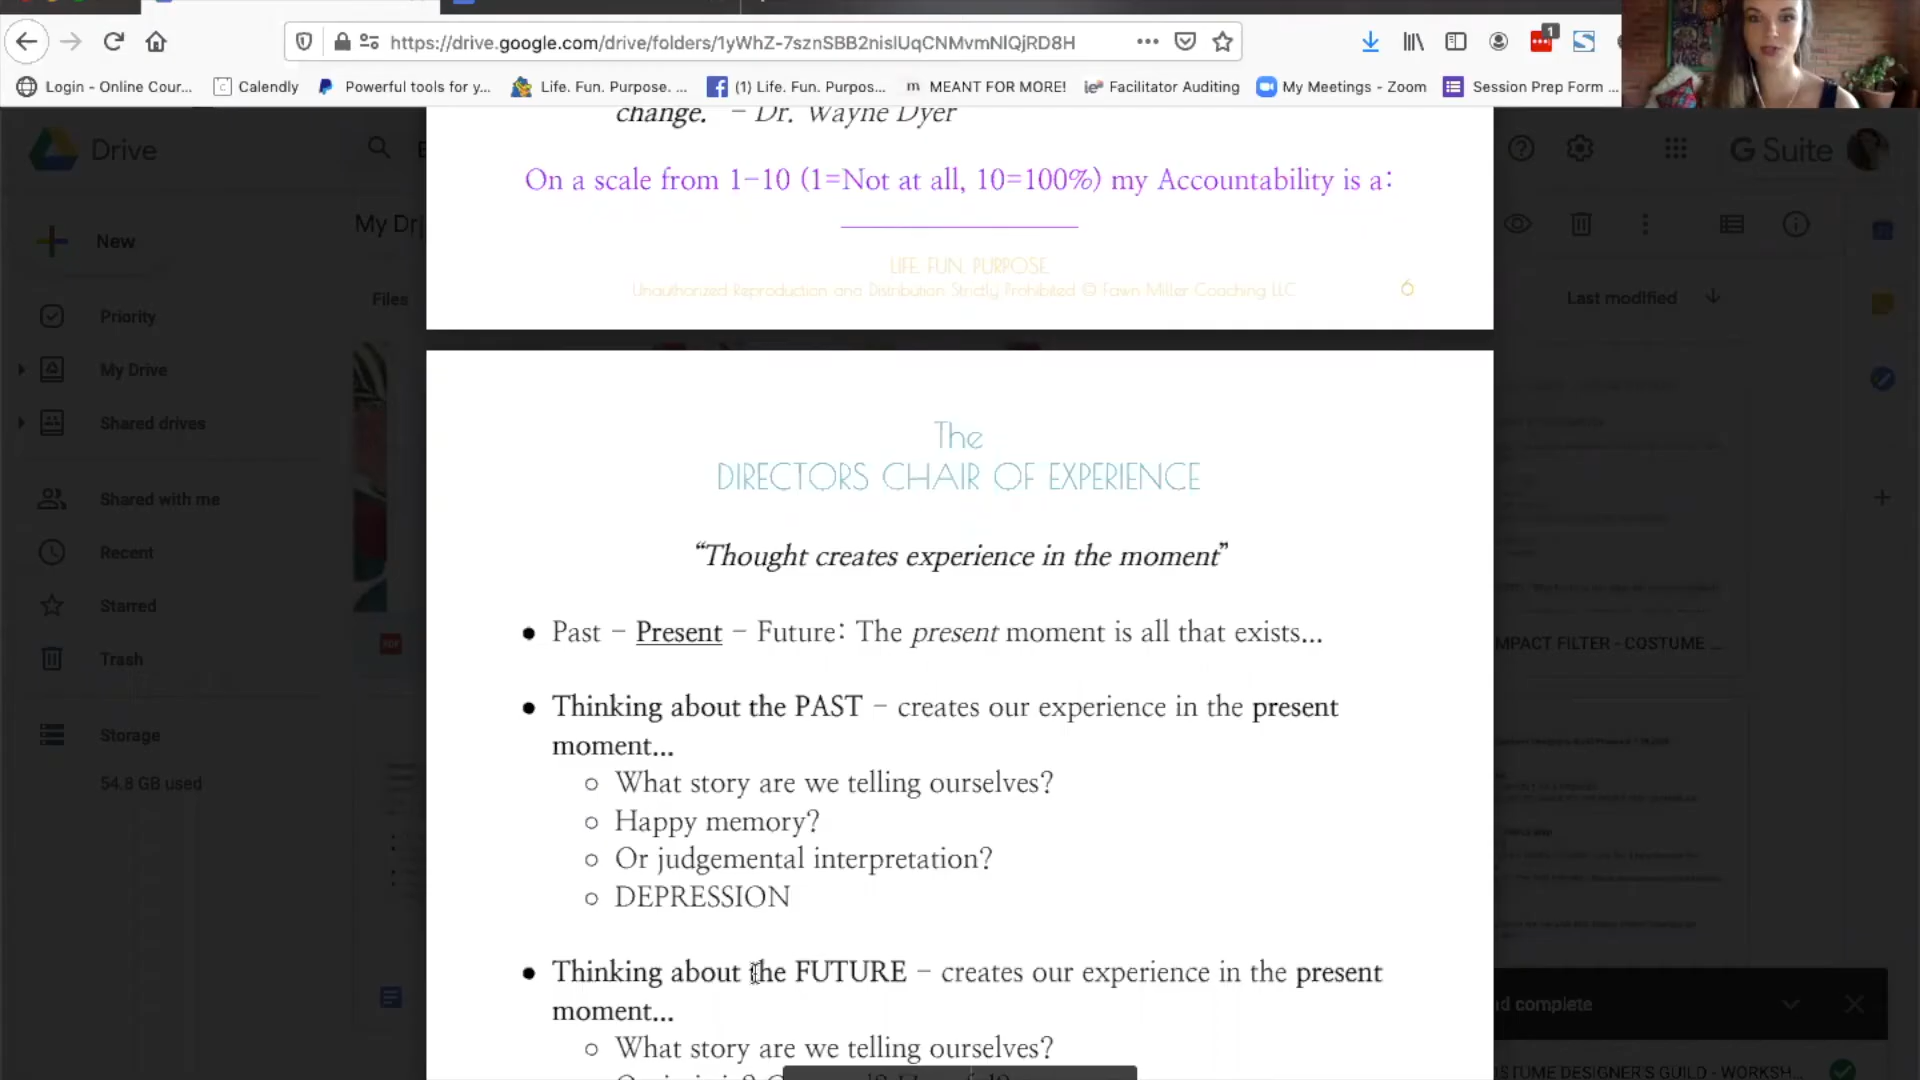 https://drive.google.com/drive/folders/1yWhZ-7sznSBB2nisIUqCNMvmNlQjRD8H
1
Login - Online Cour...
Calendly
Powerful tools for y...
Life. Fun. Purpose. ...
(1) Life. Fun. Purpos...
MEANT FOR MORE!
Facilitator Auditing
My Meetings - Zoom
Session Prep Form ...
change." – Dr. Wayne Dyer
Drive
G Suite
On a scale from 1–10 (1=Not at all, 10=100%) my Accountability is a:
New
My Dri
LIFE. FUN. PURPOSE.
Unauthorized Reproduction and Distribution Strictly Prohibited © Fawn Miller Coaching LLC
6
Files
Last modified
Priority
My Drive
Shared drives
Shared with me
Recent
Starred
Trash
Storage
54.8 GB used
The
DIRECTORS CHAIR OF EXPERIENCE
“Thought creates experience in the moment”
● Past – Present – Future: The present moment is all that exists...
MPACT FILTER - COSTUME ...
● Thinking about the PAST – creates our experience in the present
moment...
○ What story are we telling ourselves?
○ Happy memory?
○ Or judgemental interpretation?
○ DEPRESSION
● Thinking about the FUTURE – creates our experience in the present
moment...
○ What story are we telling ourselves?
d complete
STUME DESIGNER'S GUILD - WORKSH...